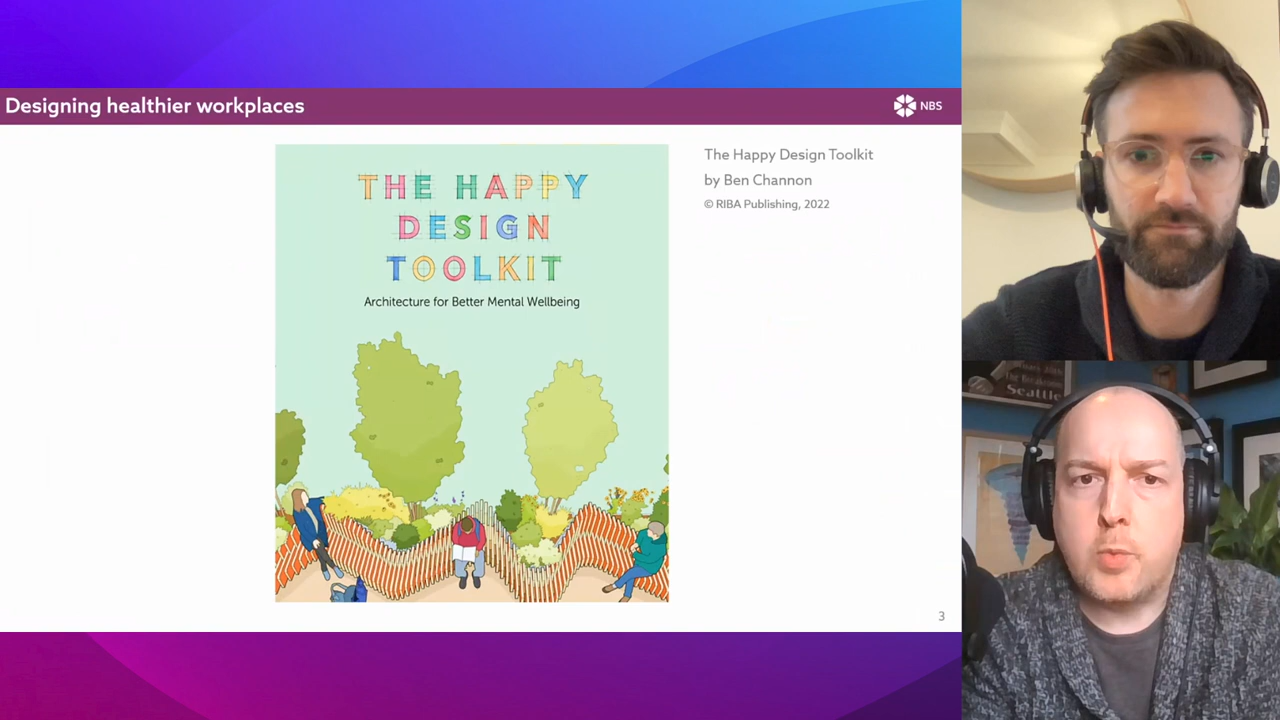 Designing healthier workplaces
NBS
THE HAPPY
DESIGN
TOOLKIT
Architecture for Better Mental Wellbeing
The Happy Design Toolkit
by Ben Channon
© RIBA Publishing, 2022
3
Seattle